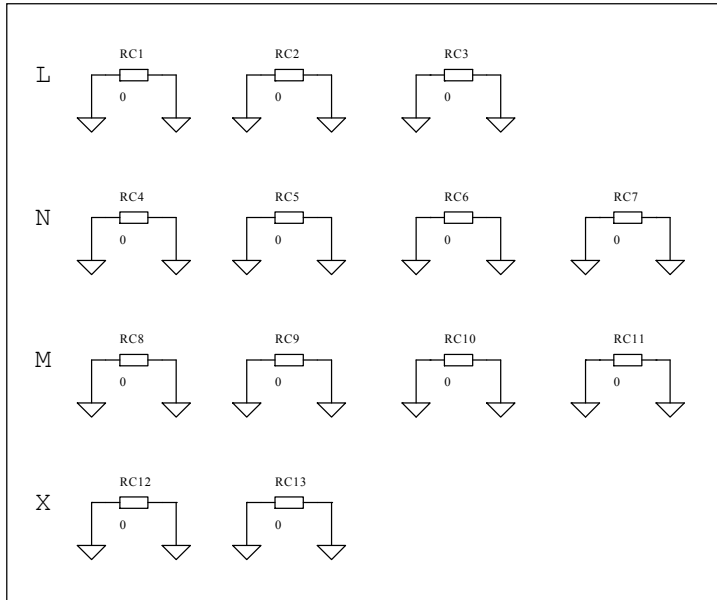 RC1 RC2 RC3
L
0 0 0
RC4 RC5 RC6 RC7
N
0 0 0 0
RC8 RC9 RC10 RC11
M
0 0 0 0
RC12 RC13
X
0 0